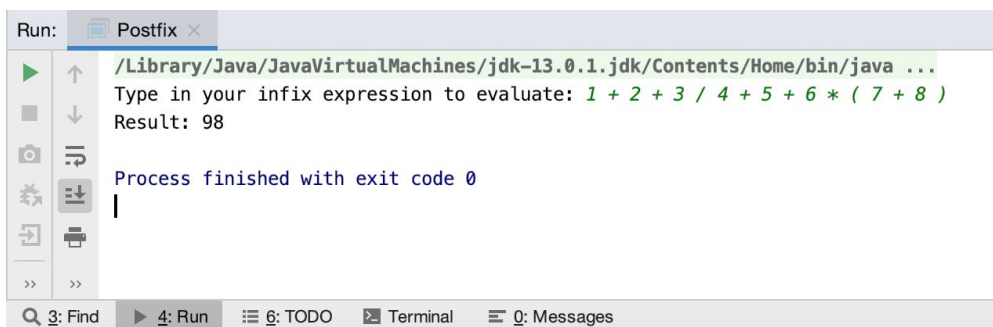 Run: Postfix ×
/Library/Java/JavaVirtualMachines/jdk-13.0.1.jdk/Contents/Home/bin/java ...
Type in your infix expression to evaluate: 1 + 2 + 3 / 4 + 5 + 6 * ( 7 + 8 )
Result: 98
Process finished with exit code 0
>> >>
3: Find 4: Run 6: TODO Terminal 0: Messages